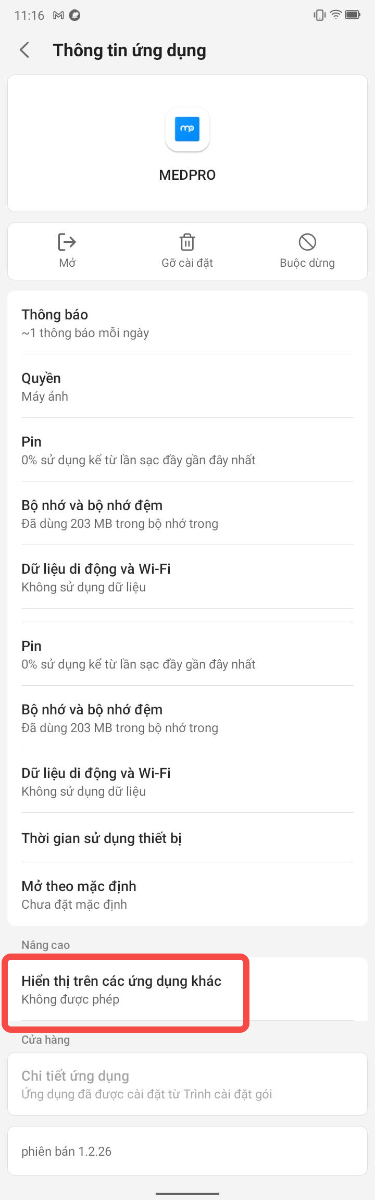 11:16
Thông tin ứng dụng
mp
MEDPRO
Mở
Gỡ cài đặt
Buộc dừng
Thông báo
~1 thông báo mỗi ngày
Quyền
Máy ảnh
Pin
0% sử dụng kể từ lần sạc đầy gần đây nhất
Bộ nhớ và bộ nhớ đệm
Đã dùng 203 MB trong bộ nhớ trong
Dữ liệu di động và Wi-Fi
Không sử dụng dữ liệu
Pin
0% sử dụng kể từ lần sạc đầy gần đây nhất
Bộ nhớ và bộ nhớ đệm
Đã dùng 203 MB trong bộ nhớ trong
Dữ liệu di động và Wi-Fi
Không sử dụng dữ liệu
Thời gian sử dụng thiết bị
Mở theo mặc định
Chưa đặt mặc định
Nâng cao
Hiển thị trên các ứng dụng khác
Không được phép
Cửa hàng
Chi tiết ứng dụng
Ứng dụng đã được cài đặt từ Trình cài đặt gói
phiên bản 1.2.26